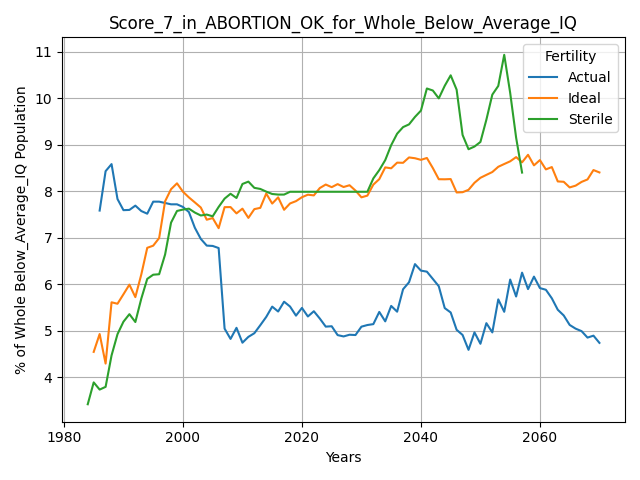 Score_7_in_ABORTION_OK_for_Whole_Below_Average_IQ
% of Whole Below_Average_IQ Population
11
10
9
8
7
6
5
4
Fertility
Actual
Ideal
Sterile
1980
2000
2020
2040
2060
Years